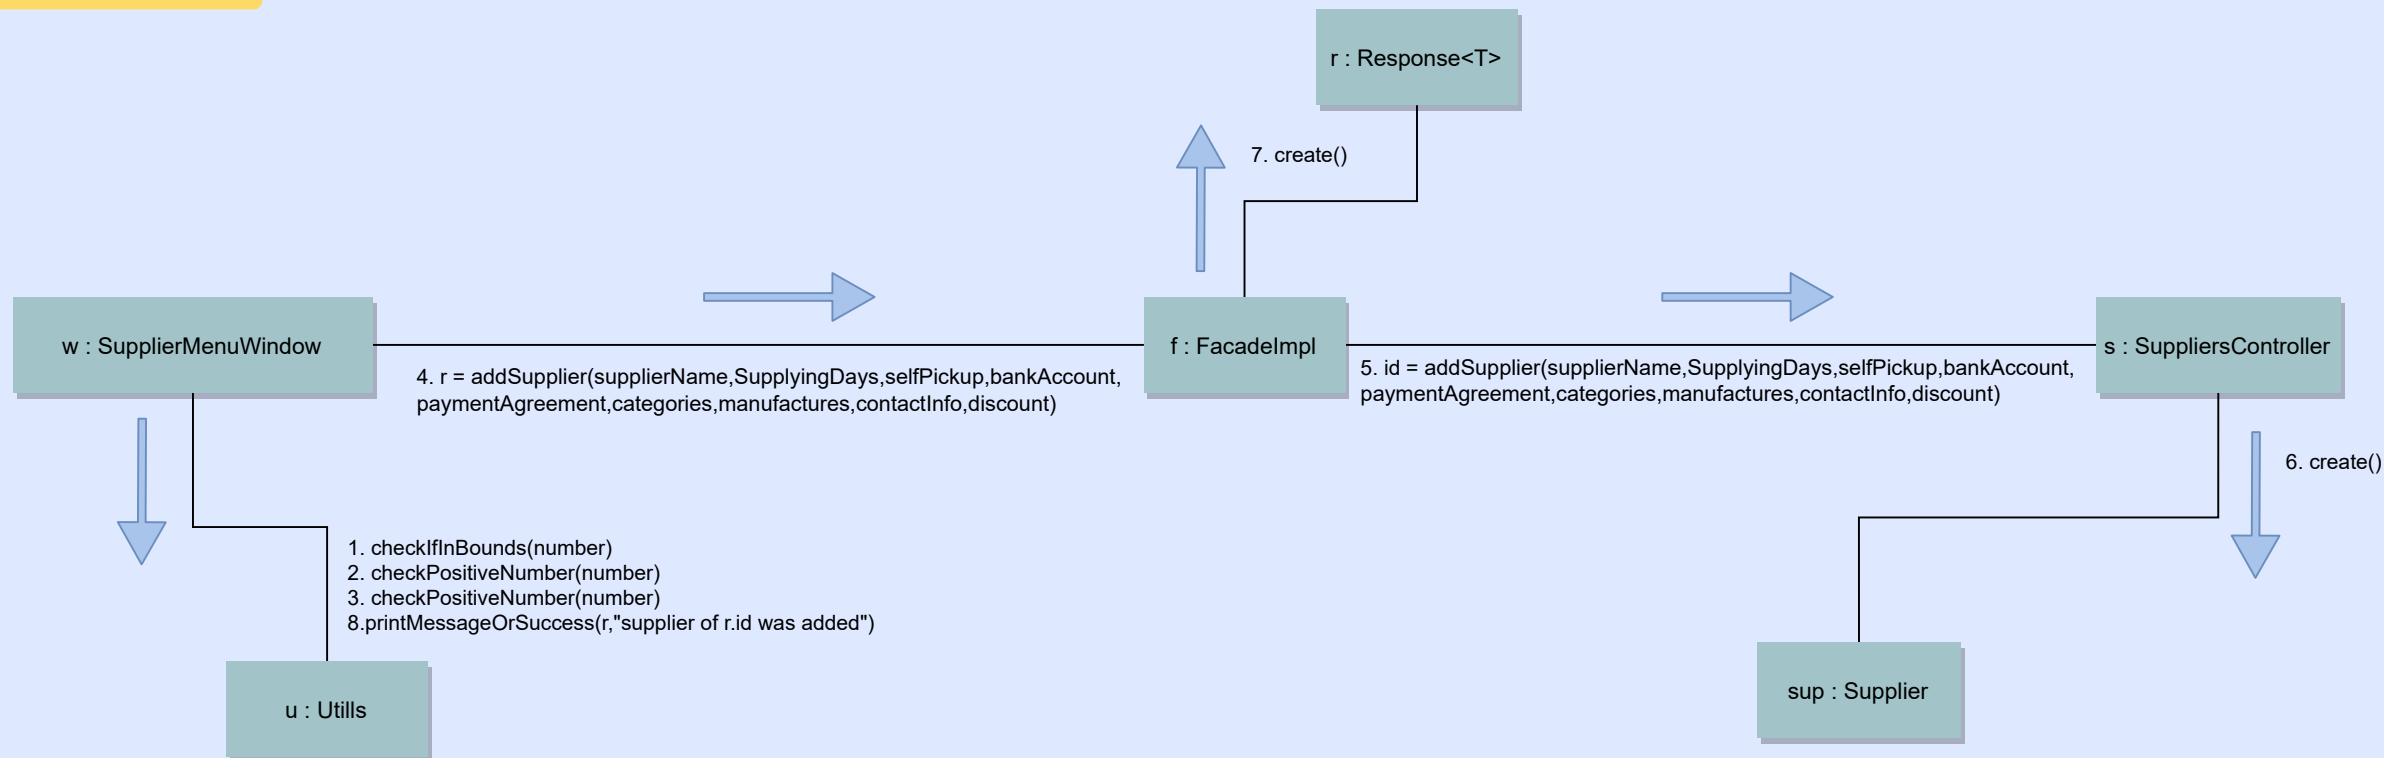 r : Response<T>
7. create()
w : SupplierMenuWindow
f : FacadeImpl
s : SuppliersController
4. r = addSupplier(supplierName,SupplyingDays,selfPickup,bankAccount,
paymentAgreement,categories,manufactures,contactInfo,discount)
5. id = addSupplier(supplierName,SupplyingDays,selfPickup,bankAccount,
paymentAgreement,categories,manufactures,contactInfo,discount)
6. create()
1. checkIfInBounds(number)
2. checkPositiveNumber(number)
3. checkPositiveNumber(number)
8.printMessageOrSuccess(r,"supplier of r.id was added")
u : Utills
sup : Supplier